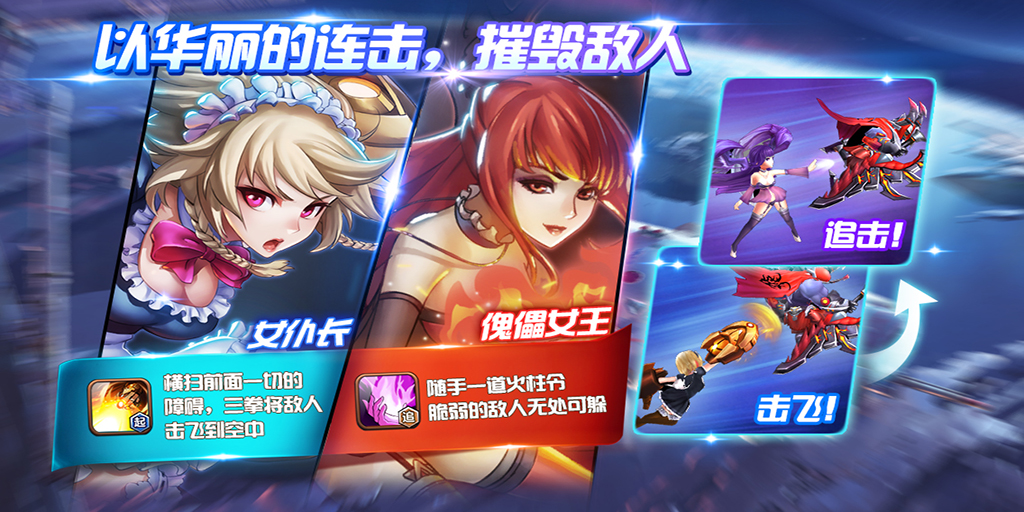 以华丽的连击，摧毁敌人
女仆长
横扫前面一切的
障碍，三拳将敌人
击飞到空中
起
傀儡女王
随手一道火柱令
脆弱的敌人无处可躲
追
追击！
击飞！